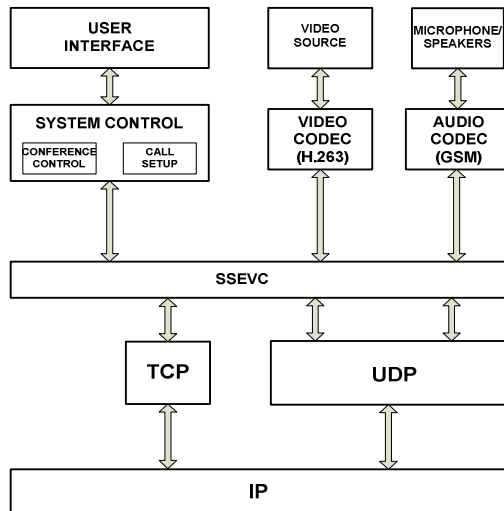 USER
INTERFACE
VIDEO
SOURCE
MICROPHONE/
SPEAKERS
SYSTEM CONTROL
CONFERENCE
CONTROL
CALL
SETUP
VIDEO
CODEC
(H.263)
AUDIO
CODEC
(GSM)
SSEVC
TCP
UDP
IP